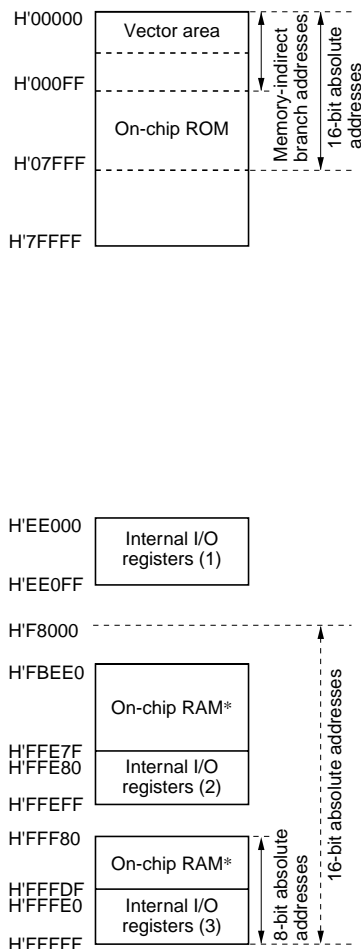 H'00000
Vector area
H'000FF
On-chip ROM
H'07FFF
H'7FFFF
Memory-indirect
branch addresses
16-bit absolute
addresses
H'EE000
Internal I/O
registers (1)
H'EE0FF
H'F8000
H'FBEE0
On-chip RAM*
H'FFE7F
H'FFE80
Internal I/O
registers (2)
H'FFEFF
H'FFF80
On-chip RAM*
H'FFFDF
H'FFFE0
Internal I/O
registers (3)
H'FFFFF
8-bit absolute
addresses
16-bit absolute addresses